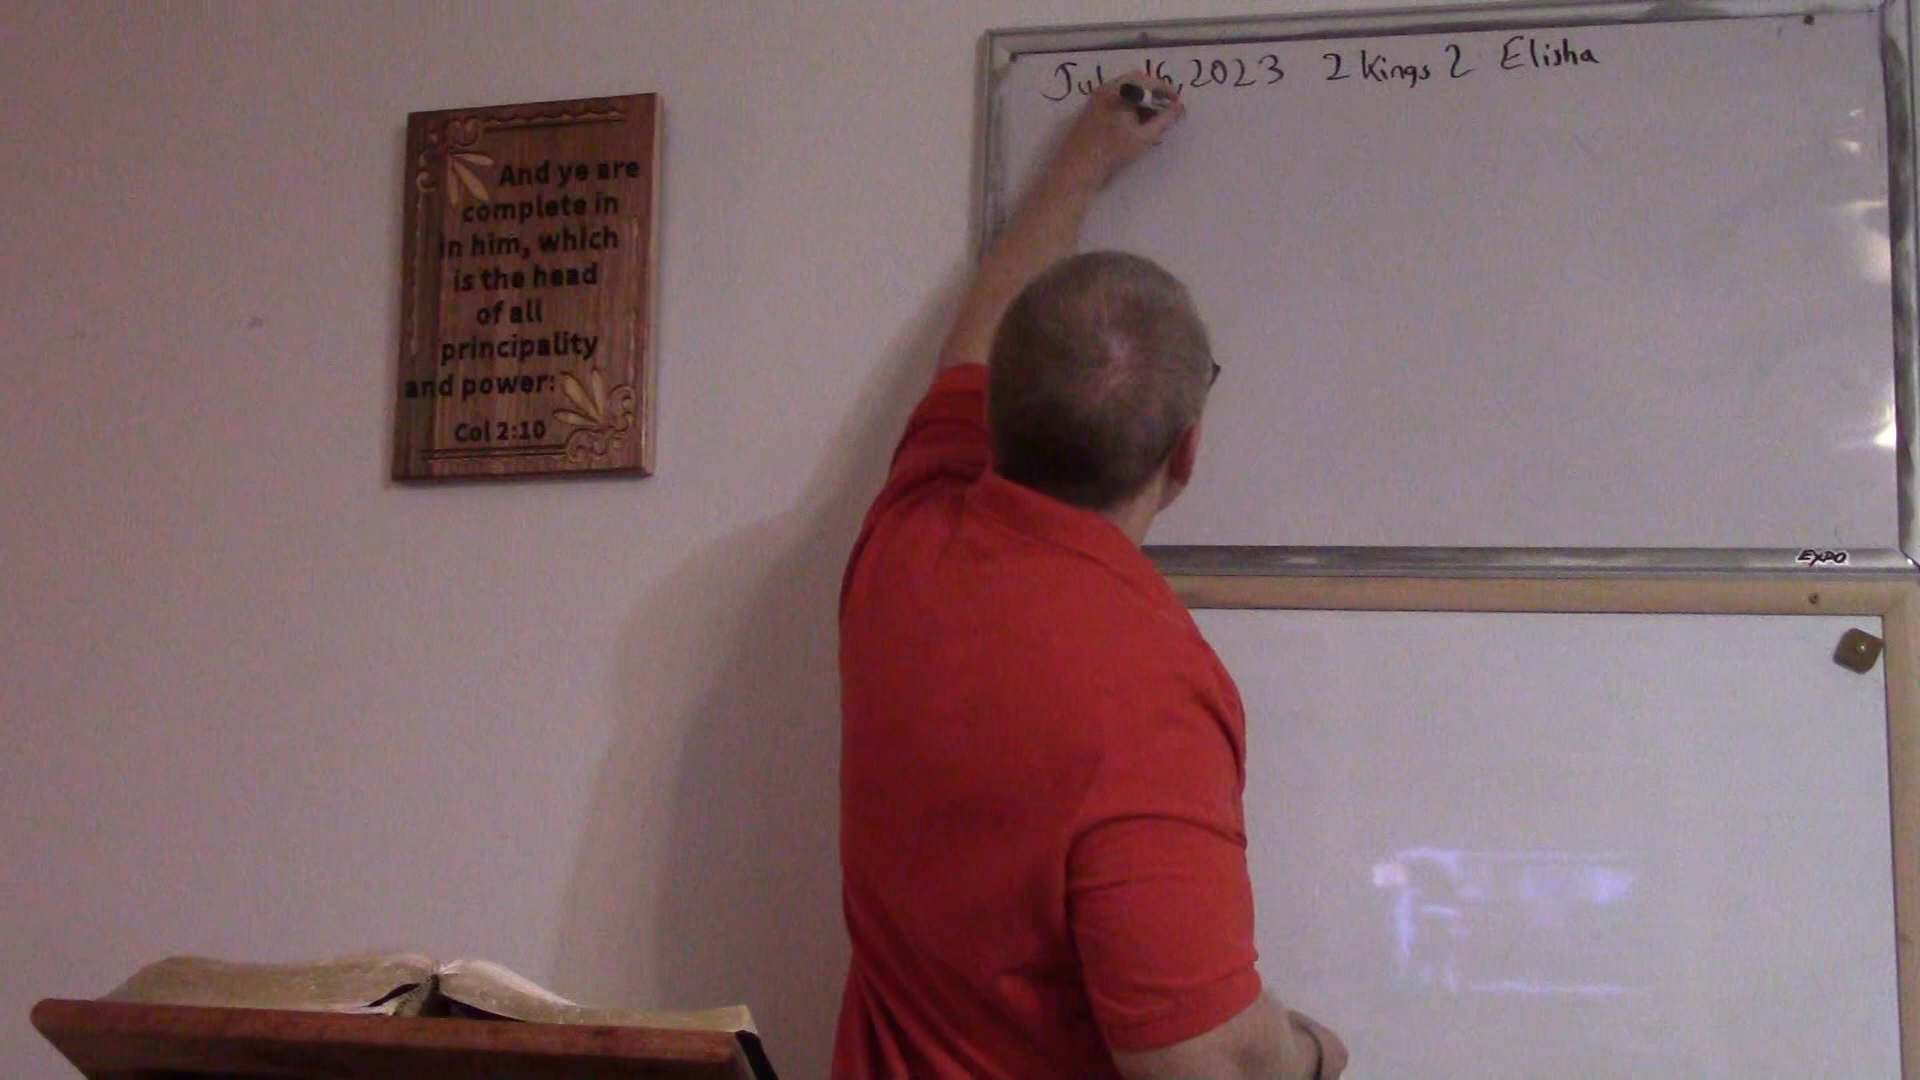 And ye are
complete in
in him, which
is the head
of all
principality
and power:
Col 2:10
16, 2023 2 Kings 2 Elisha
EXPO